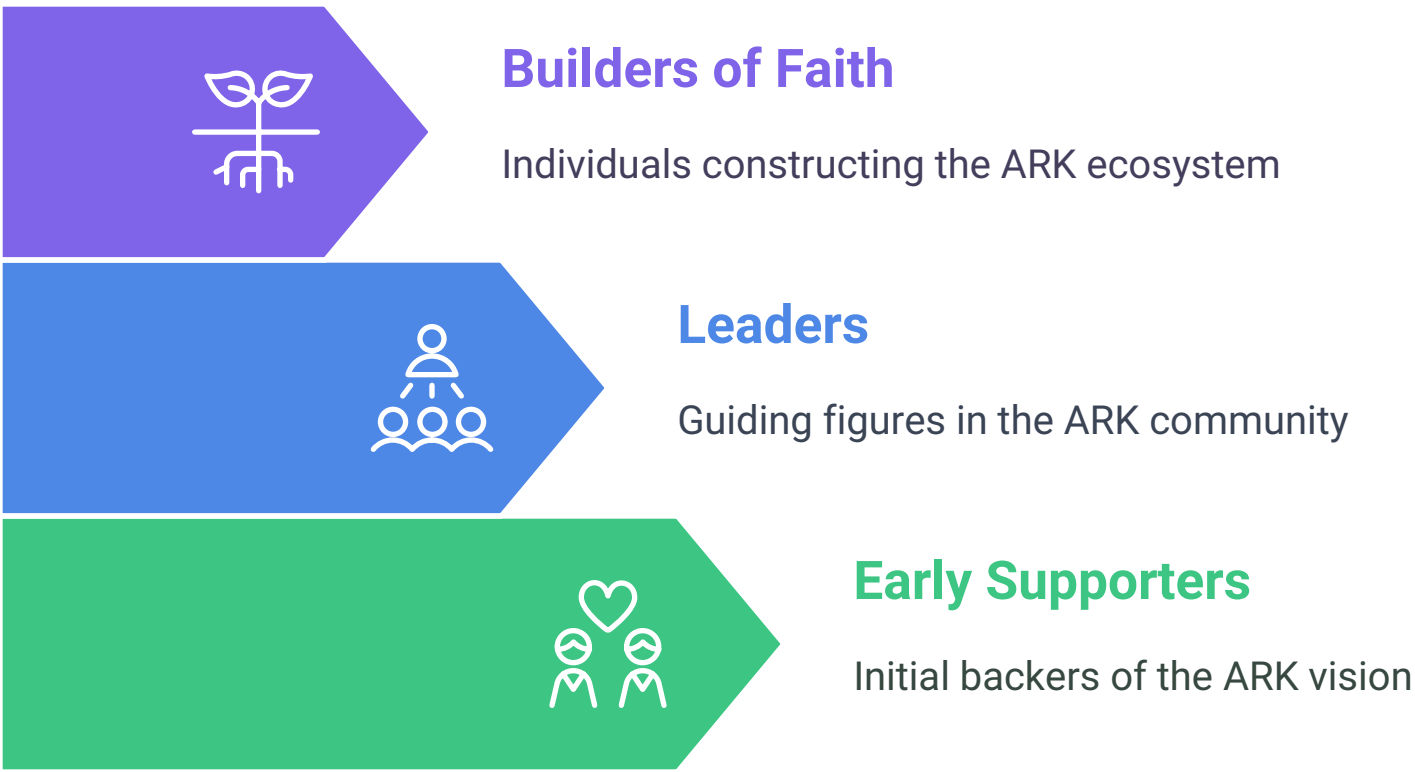 Builders of Faith
Individuals constructing the ARK ecosystem
Leaders
Guiding figures in the ARK community
Early Supporters
Initial backers of the ARK vision